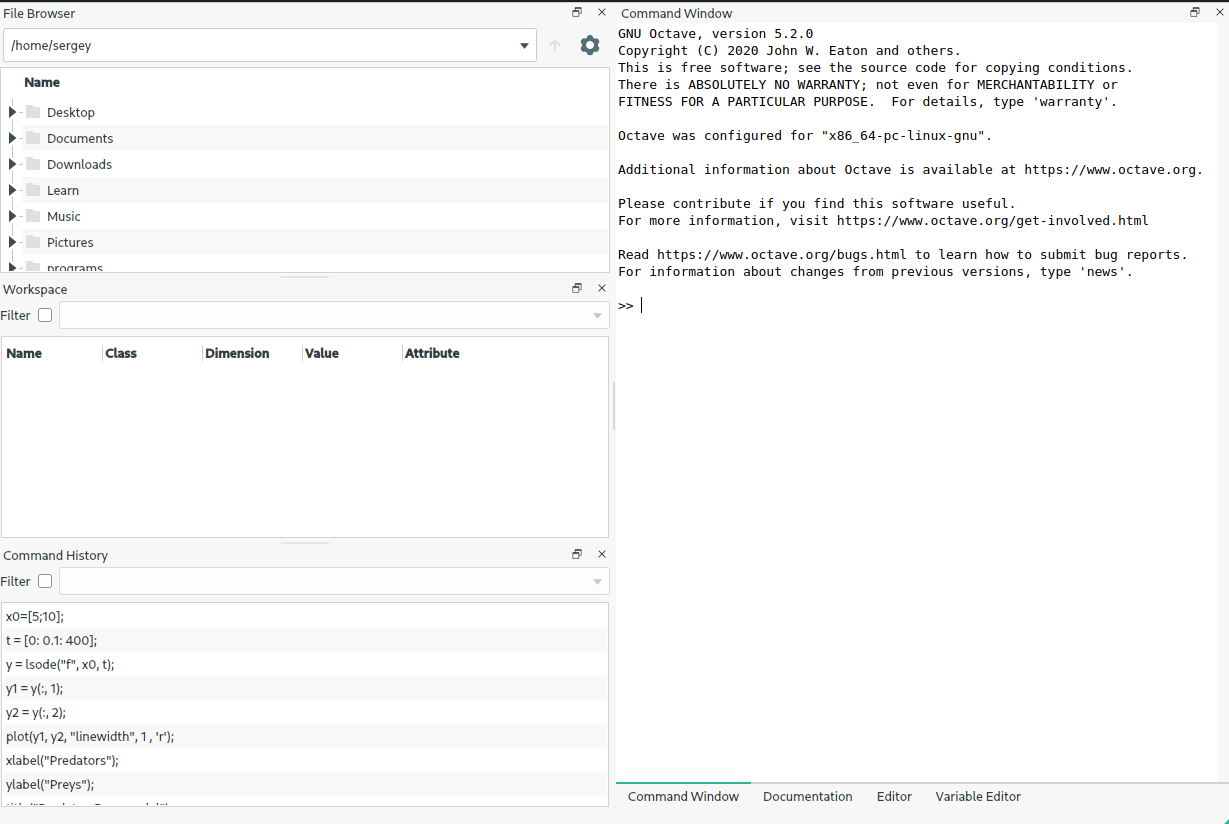 File Browser
/home/sergey
Name
Desktop
Documents
Downloads
Learn
Music
Pictures
programs
Workspace
Filter
Name Class Dimension Value Attribute
Command History
Filter
x0=[5;10];
t = [0: 0.1: 400];
y = lsode("f", x0, t);
y1 = y(:, 1);
y2 = y(:, 2);
plot(y1, y2, "linewidth", 1 , 'r');
xlabel("Predators");
ylabel("Preys");
Command Window
GNU Octave, version 5.2.0
Copyright (C) 2020 John W. Eaton and others.
This is free software; see the source code for copying conditions.
There is ABSOLUTELY NO WARRANTY; not even for MERCHANTABILITY or
FITNESS FOR A PARTICULAR PURPOSE.  For details, type 'warranty'.
Octave was configured for "x86_64-pc-linux-gnu".
Additional information about Octave is available at https://www.octave.org.
Please contribute if you find this software useful.
For more information, visit https://www.octave.org/get-involved.html
Read https://www.octave.org/bugs.html to learn how to submit bug reports.
For information about changes from previous versions, type 'news'.
>>
Command Window Documentation Editor Variable Editor